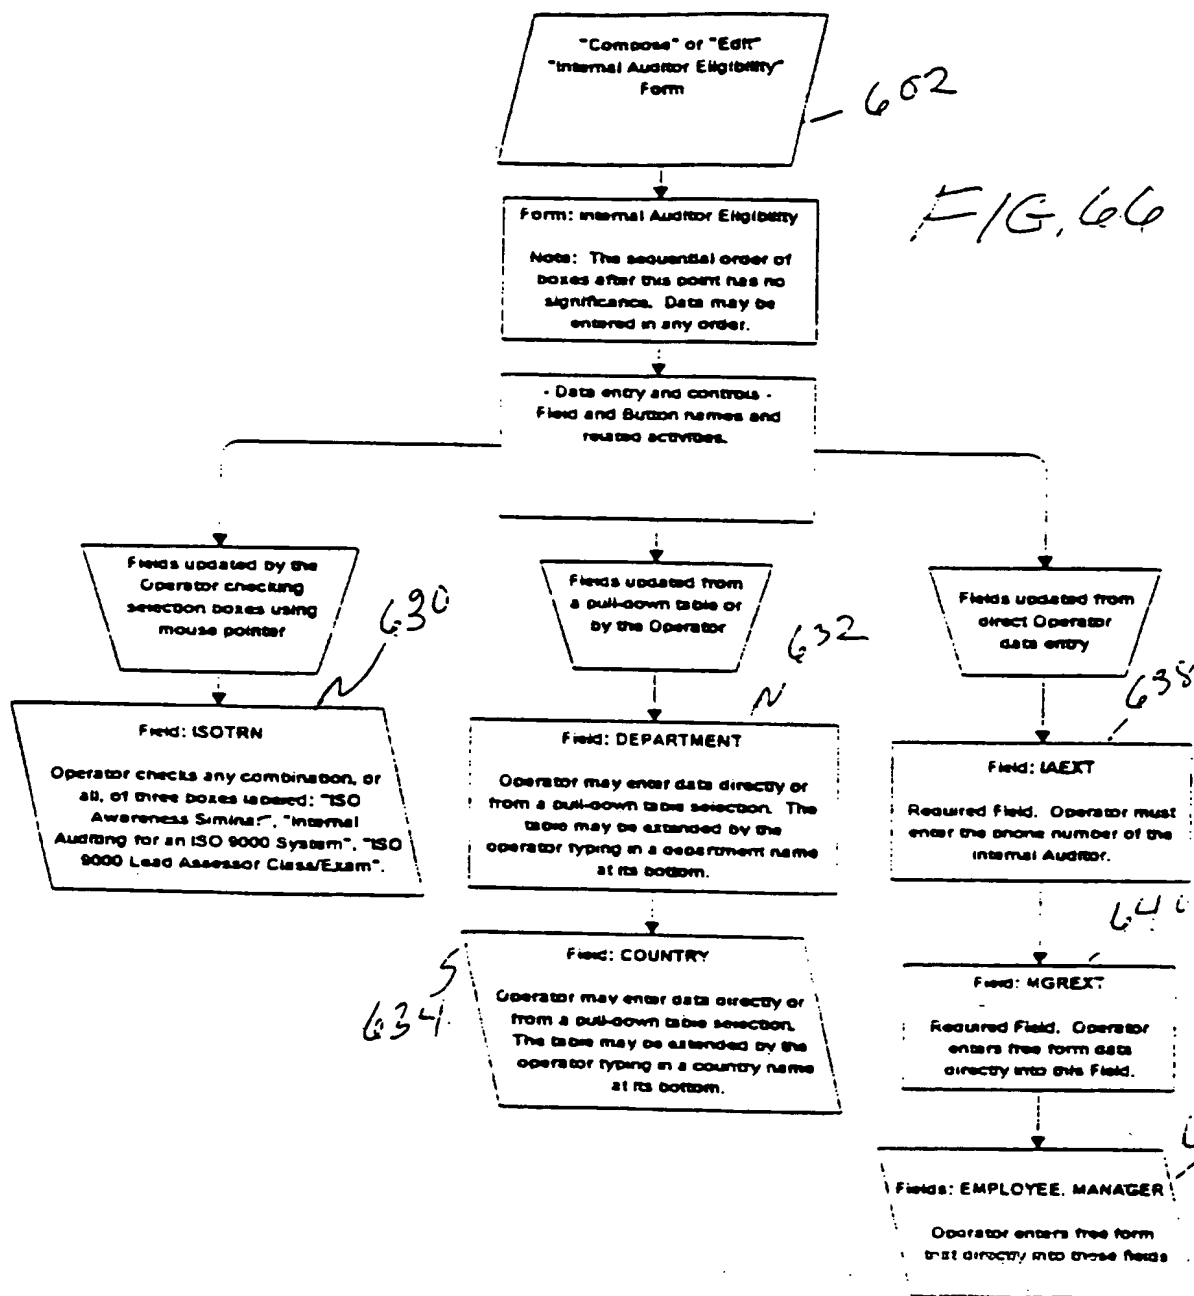 "Compose" or "Edit"
"Internal Auditor Eligibility"
Form
602
FIG. 66
Form: Internal Auditor Eligibility
Note: The sequential order of
boxes after this point has no
significance. Data may be
entered in any order.
- Data entry and controls -
Field and Button names and
related activities.
Fields updated by the
Operator checking
selection boxes using
mouse pointer
630
Fields updated from
a pull-down table or
by the Operator
632
Fields updated from
direct Operator
data entry
638
Field: ISOTRN
Operator checks any combination, or
all, of three boxes labered: "ISO
Awareness Siminar", "Internal
Auditing for an ISO 9000 System", "ISO
9000 Lead Assessor Class/Exam".
Field: DEPARTMENT
Operator may enter data directly or
from a pull-down table selection. The
table may be extended by the
operator typing in a department name
at its bottom.
Field: IAEXT
Required Field. Operator must
enter the phone number of the
Internal Auditor.
634
Field: COUNTRY
Operator may enter data directly or
from a pull-down table selection.
The table may be extended by the
operator typing in a country name
at its bottom.
Field: MGREXT
Required Field. Operator
enters free form data
directly into this Field.
Fields: EMPLOYEE, MANAGER
Operator enters free form
directly into those fields